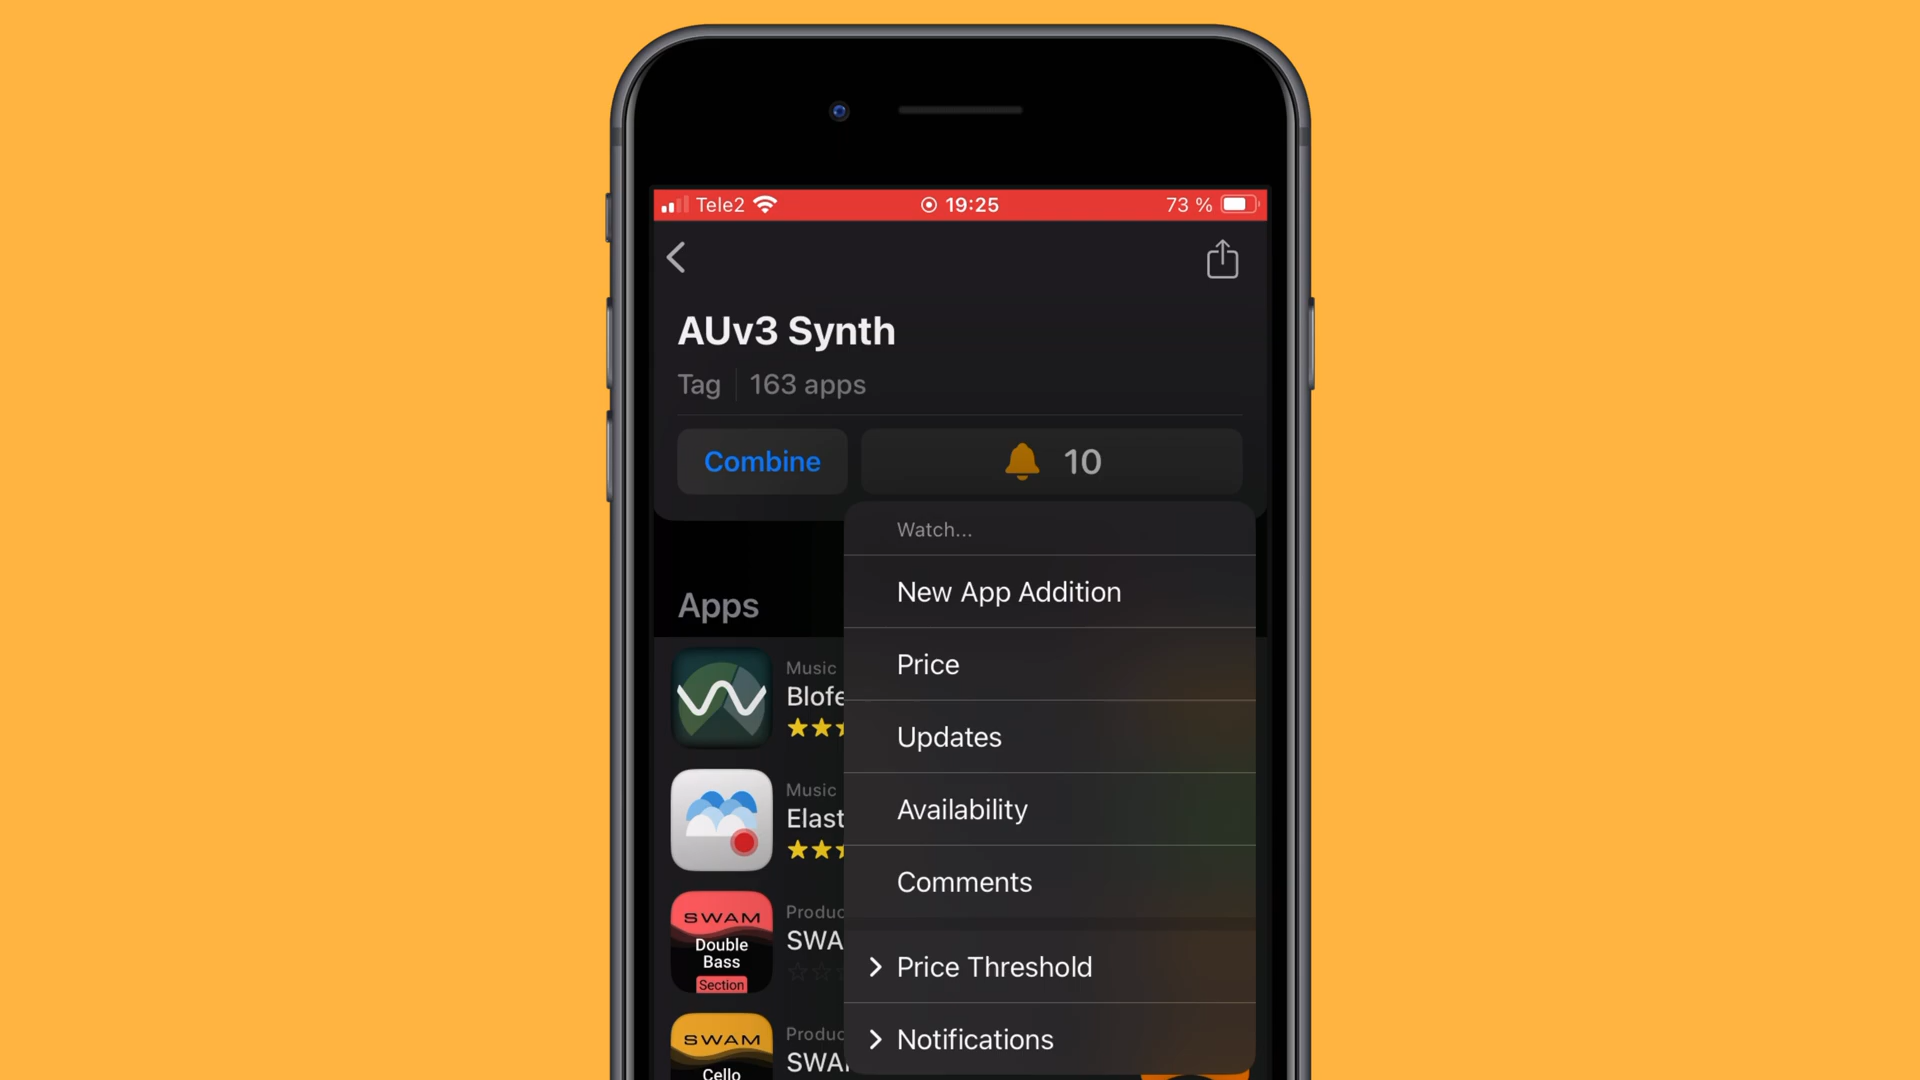 Tele2 19:25 73 %
AUv3 Synth
Tag 163 apps
Combine 10
Watch...
New App Addition
Apps
Price
Music
Blofe
Updates
Music
Elast
Availability
Comments
SWAM
Double
Bass
Section
Produc
SWA
Price Threshold
SWAM
Cello
Produc
SWA
Notifications